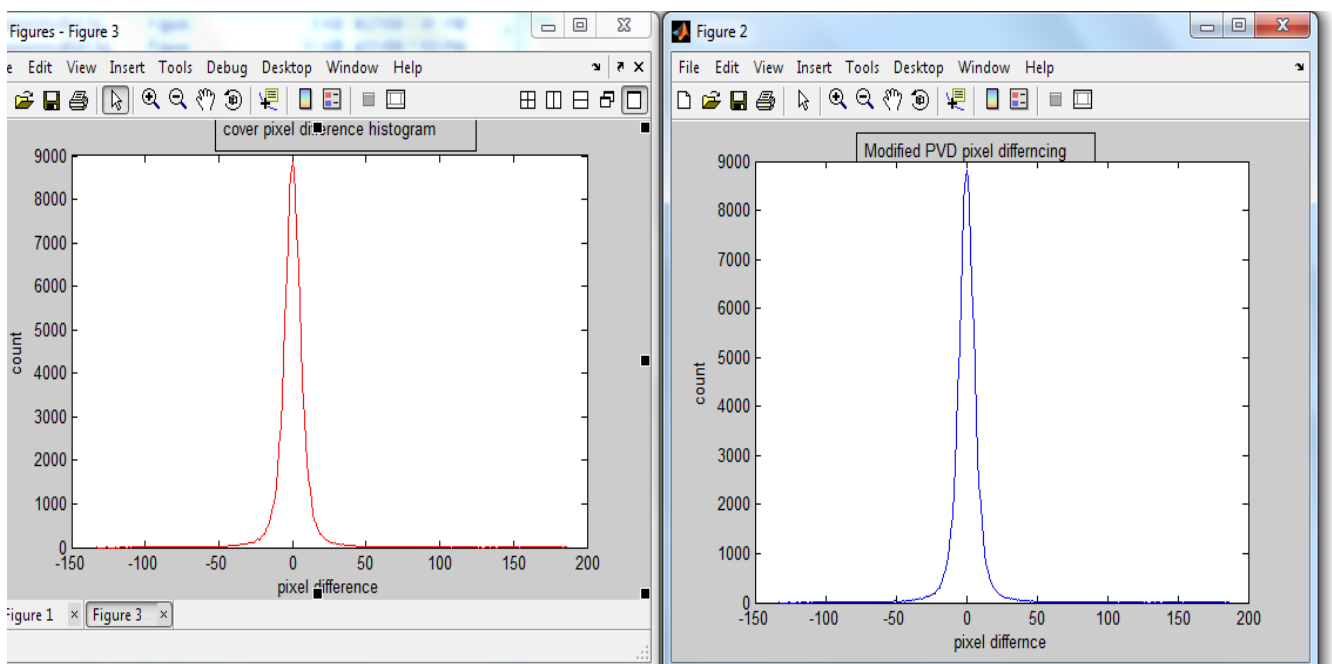 Figures - Figure 3
Edit View Insert Tools Debug Desktop Window Help
cover pixel difference histogram
9000
8000
7000
6000
5000
4000
3000
2000
1000
0
count
-150 -100 -50 0 50 100 150 200
pixel difference
Figure 1 × Figure 3 ×
Figure 2
File Edit View Insert Tools Desktop Window Help
Modified PVD pixel differncing
9000
8000
7000
6000
5000
4000
3000
2000
1000
0
count
-150 -100 -50 0 50 100 150 200
pixel differnce